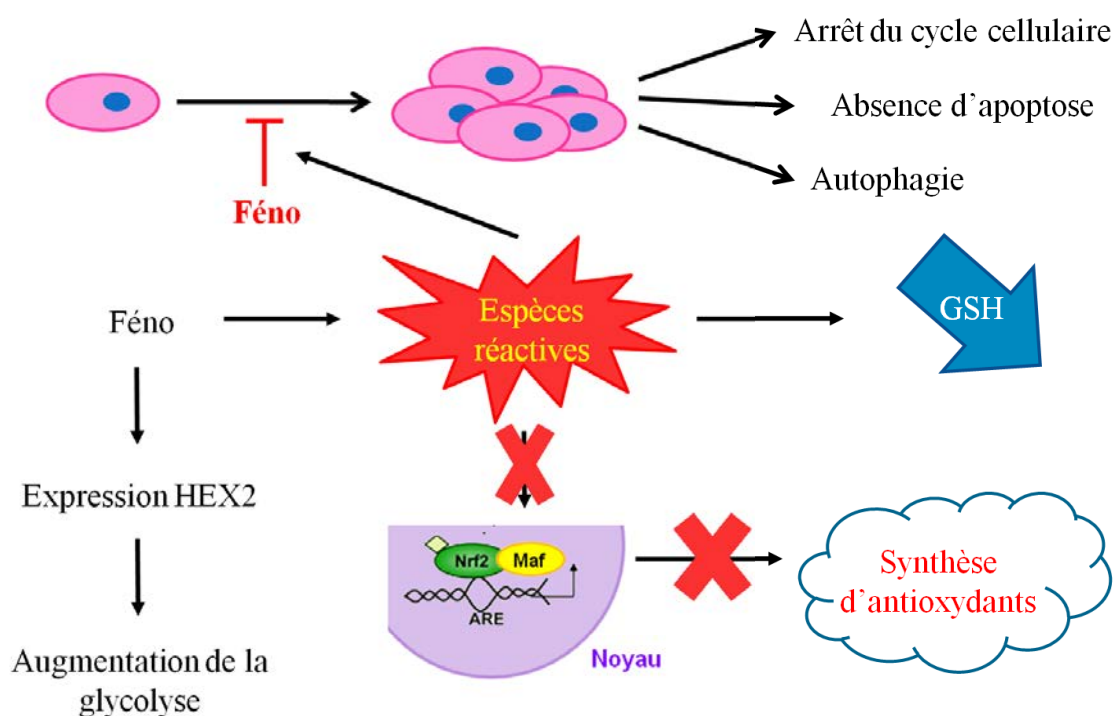 Arrêt du cycle cellulaire
Absence d’apoptose
Autophagie
Féno
Féno
Espèces
réactives
GSH
Expression HEX2
Augmentation de la
glycolyse
Nrf2
Maf
ARE
Noyau
Synthèse
d’antioxydants